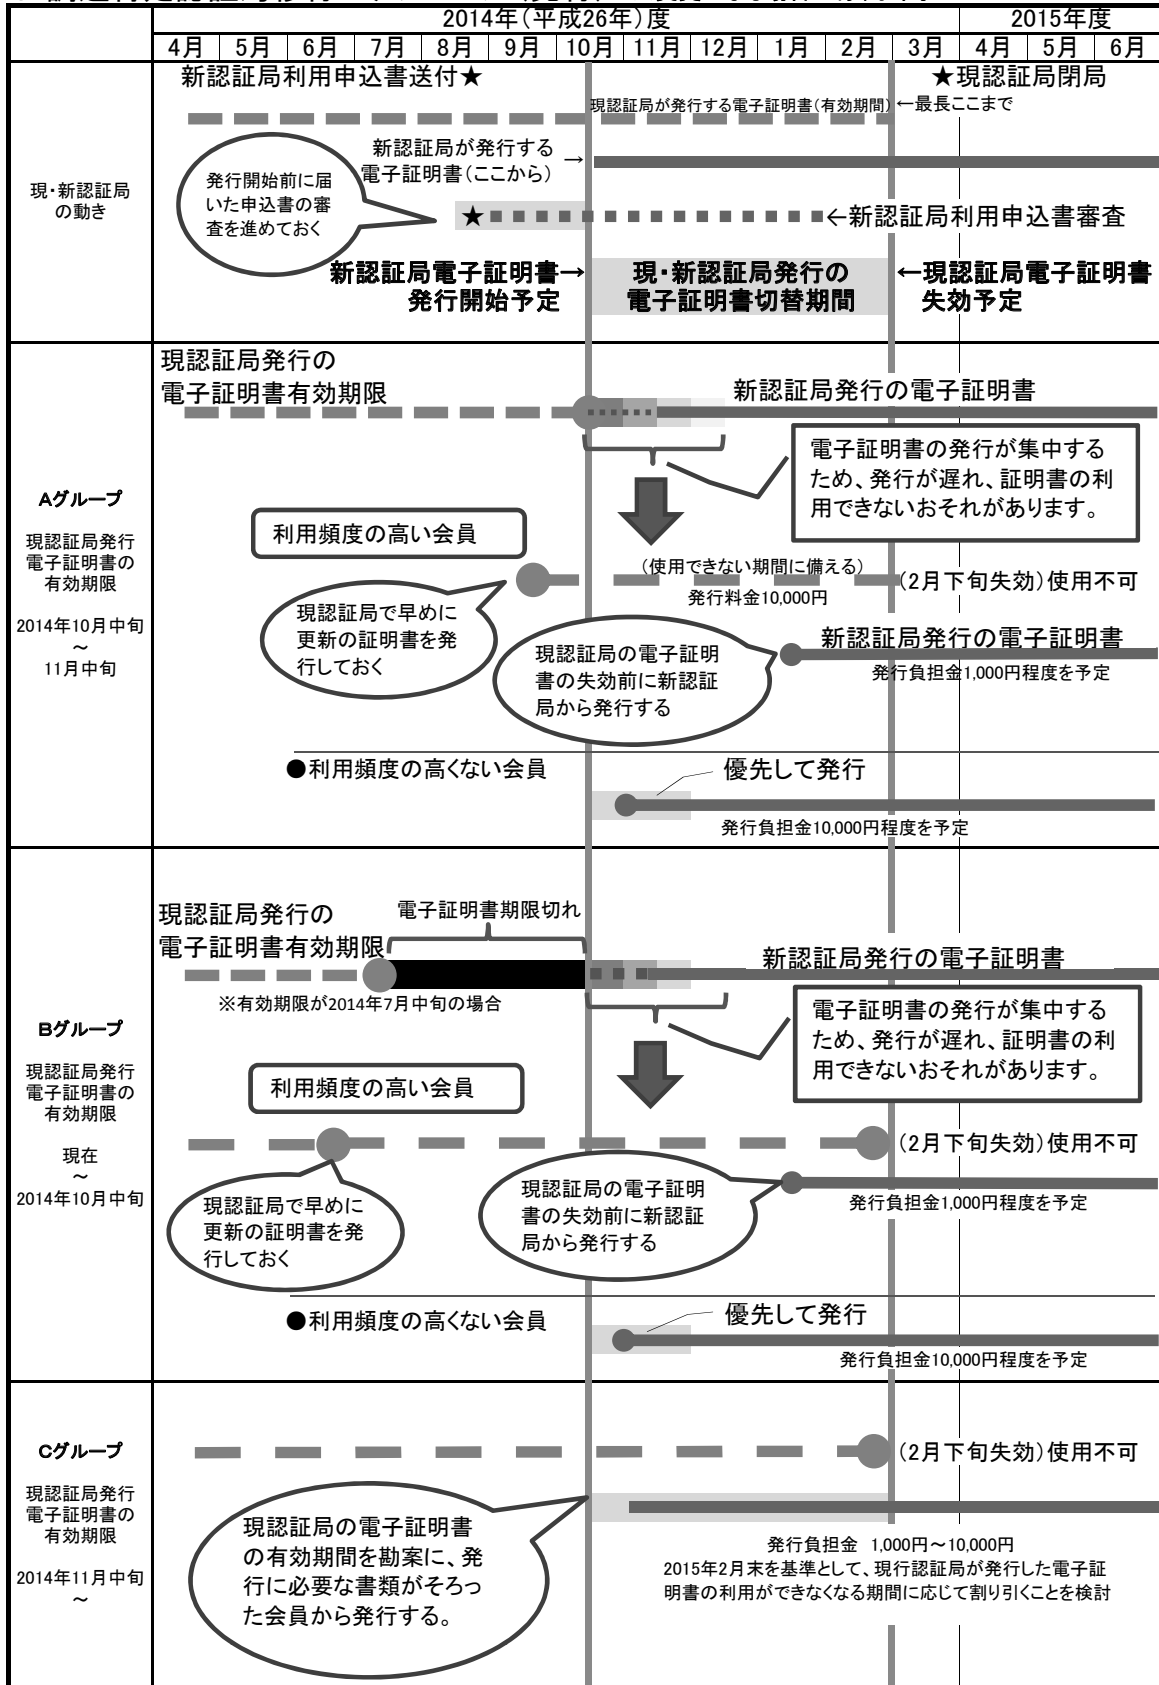 2014年(平成26年)度
2015年度
4月 5月 6月 7月 8月 9月 10月 11月 12月 1月 2月 3月 4月 5月 6月
現・新認証局
の動き
新認証局利用申込書送付★
★現認証局閉局
現認証局が発行する電子証明書(有効期間)
←最長ここまで
新認証局が発行する
電子証明書(ここから)
→
発行開始前に届
いた申込書の審
査を進めておく
★
←新認証局利用申込書審査
新認証局電子証明書→
発行開始予定
現・新認証局発行の
電子証明書切替期間
←現認証局電子証明書
失効予定
Aグループ
現認証局発行
電子証明書の
有効期限
2014年10月中旬
~
11月中旬
現認証局発行の
電子証明書有効期限
新認証局発行の電子証明書
電子証明書の発行が集中する
ため、発行が遅れ、証明書の利
用できないおそれがあります。
利用頻度の高い会員
(使用できない期間に備える)
発行料金10,000円
(2月下旬失効)使用不可
現認証局で早めに
更新の証明書を発
行しておく
現認証局の電子証明
書の失効前に新認証
局から発行する
新認証局発行の電子証明書
発行負担金1,000円程度を予定
●利用頻度の高くない会員
優先して発行
発行負担金10,000円程度を予定
Bグループ
現認証局発行
電子証明書の
有効期限
現在
~
2014年10月中旬
現認証局発行の
電子証明書有効期限
電子証明書期限切れ
新認証局発行の電子証明書
※有効期限が2014年7月中旬の場合
電子証明書の発行が集中する
ため、発行が遅れ、証明書の利
用できないおそれがあります。
利用頻度の高い会員
(2月下旬失効)使用不可
現認証局で早めに
更新の証明書を発
行しておく
現認証局の電子証明
書の失効前に新認証
局から発行する
発行負担金1,000円程度を予定
●利用頻度の高くない会員
優先して発行
発行負担金10,000円程度を予定
Cグループ
現認証局発行
電子証明書の
有効期限
2014年11月中旬
~
(2月下旬失効)使用不可
現認証局の電子証明書
の有効期間を勘案に、発
行に必要な書類がそろっ
た会員から発行する。
発行負担金 1,000円~10,000円
2015年2月末を基準として、現行認証局が発行した電子証
明書の利用ができなくなる期間に応じて割り引くことを検討